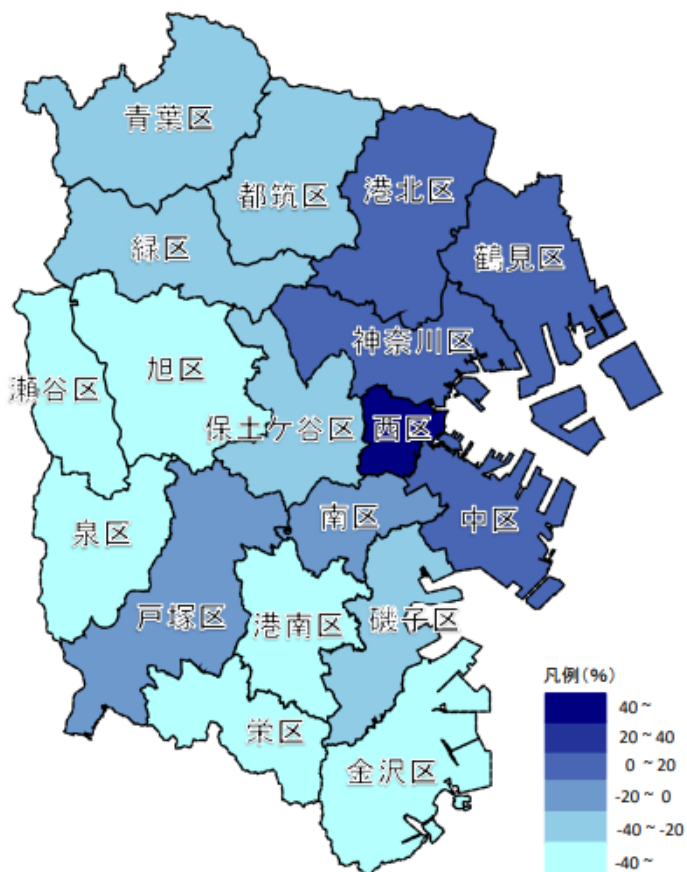 青葉区
都筑区
港北区
緑区
鶴見区
神奈川区
旭区
瀬谷区
保土ケ谷区
西区
南区
中区
泉区
戸塚区
港南区
磯子区
栄区
金沢区
凡例(%)
40 ~
20 ~ 40
0 ~ 20
-20 ~ 0
-40 ~ -20
-40 ~